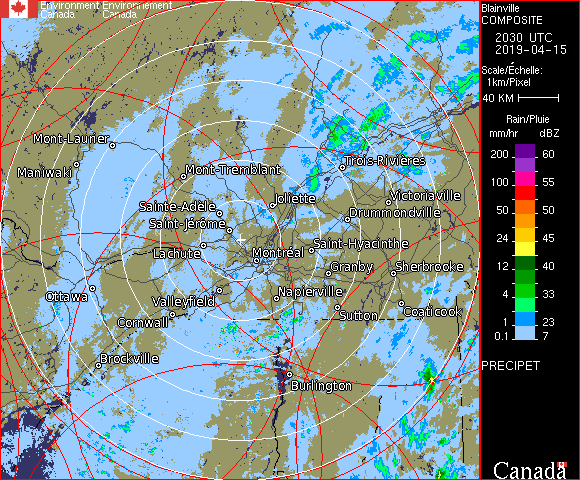 Environment Environnement
Canada Canada
Blainville
COMPOSITE
2030 UTC
2019-04-15
Scale/Échelle:
1km/Pixel
40 KM
Rain/Pluie
mm/hr dBZ
200 60
100 55
50 50
24 45
12 40
4 33
1 23
0.1 7
PRECIPET
Canada
Mont-Laurier
Maniwaki
Mont-Tremblant
Trois-Rivières
Sainte-Adèle
Joliette
Victoriaville
Saint-Jérôme
Drummondville
Lachute
Montréal
Saint-Hyacinthe
Granby
Sherbrooke
Ottawa
Valleyfield
Napierville
Cornwall
Sutton
Coaticook
Brockville
Burlington